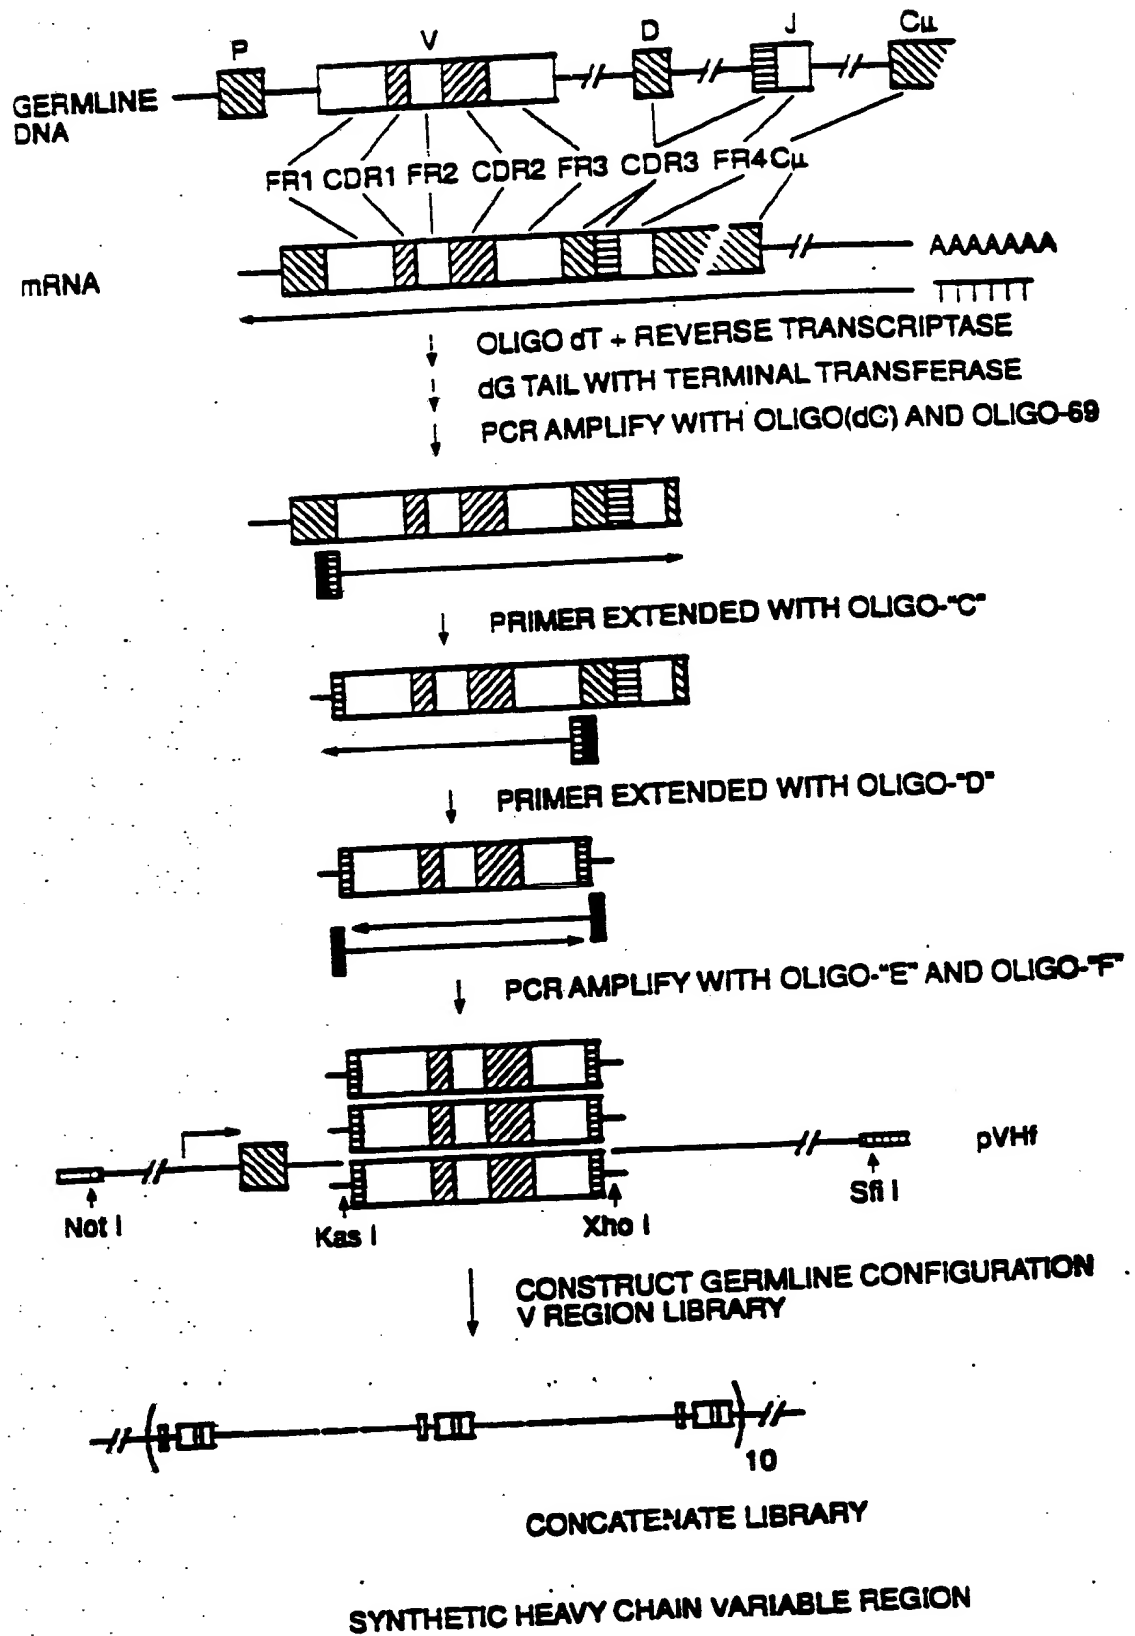 P V D J Cμ
GERMLINE
DNA
FR1 CDR1 FR2 CDR2 FR3 CDR3 FR4 Cμ
mRNA
AAAAAAA
TTTTTT
OLIGO dT + REVERSE TRANSCRIPTASE
dG TAIL WITH TERMINAL TRANSFERASE
PCR AMPLIFY WITH OLIGO(dC) AND OLIGO-69
PRIMER EXTENDED WITH OLIGO-"C"
PRIMER EXTENDED WITH OLIGO-"D"
PCR AMPLIFY WITH OLIGO-"E" AND OLIGO-"F"
pVHf
Not I
Kas I
Xho I
Sfi I
CONSTRUCT GERMLINE CONFIGURATION
V REGION LIBRARY
10
CONCATENATE LIBRARY
SYNTHETIC HEAVY CHAIN VARIABLE REGION